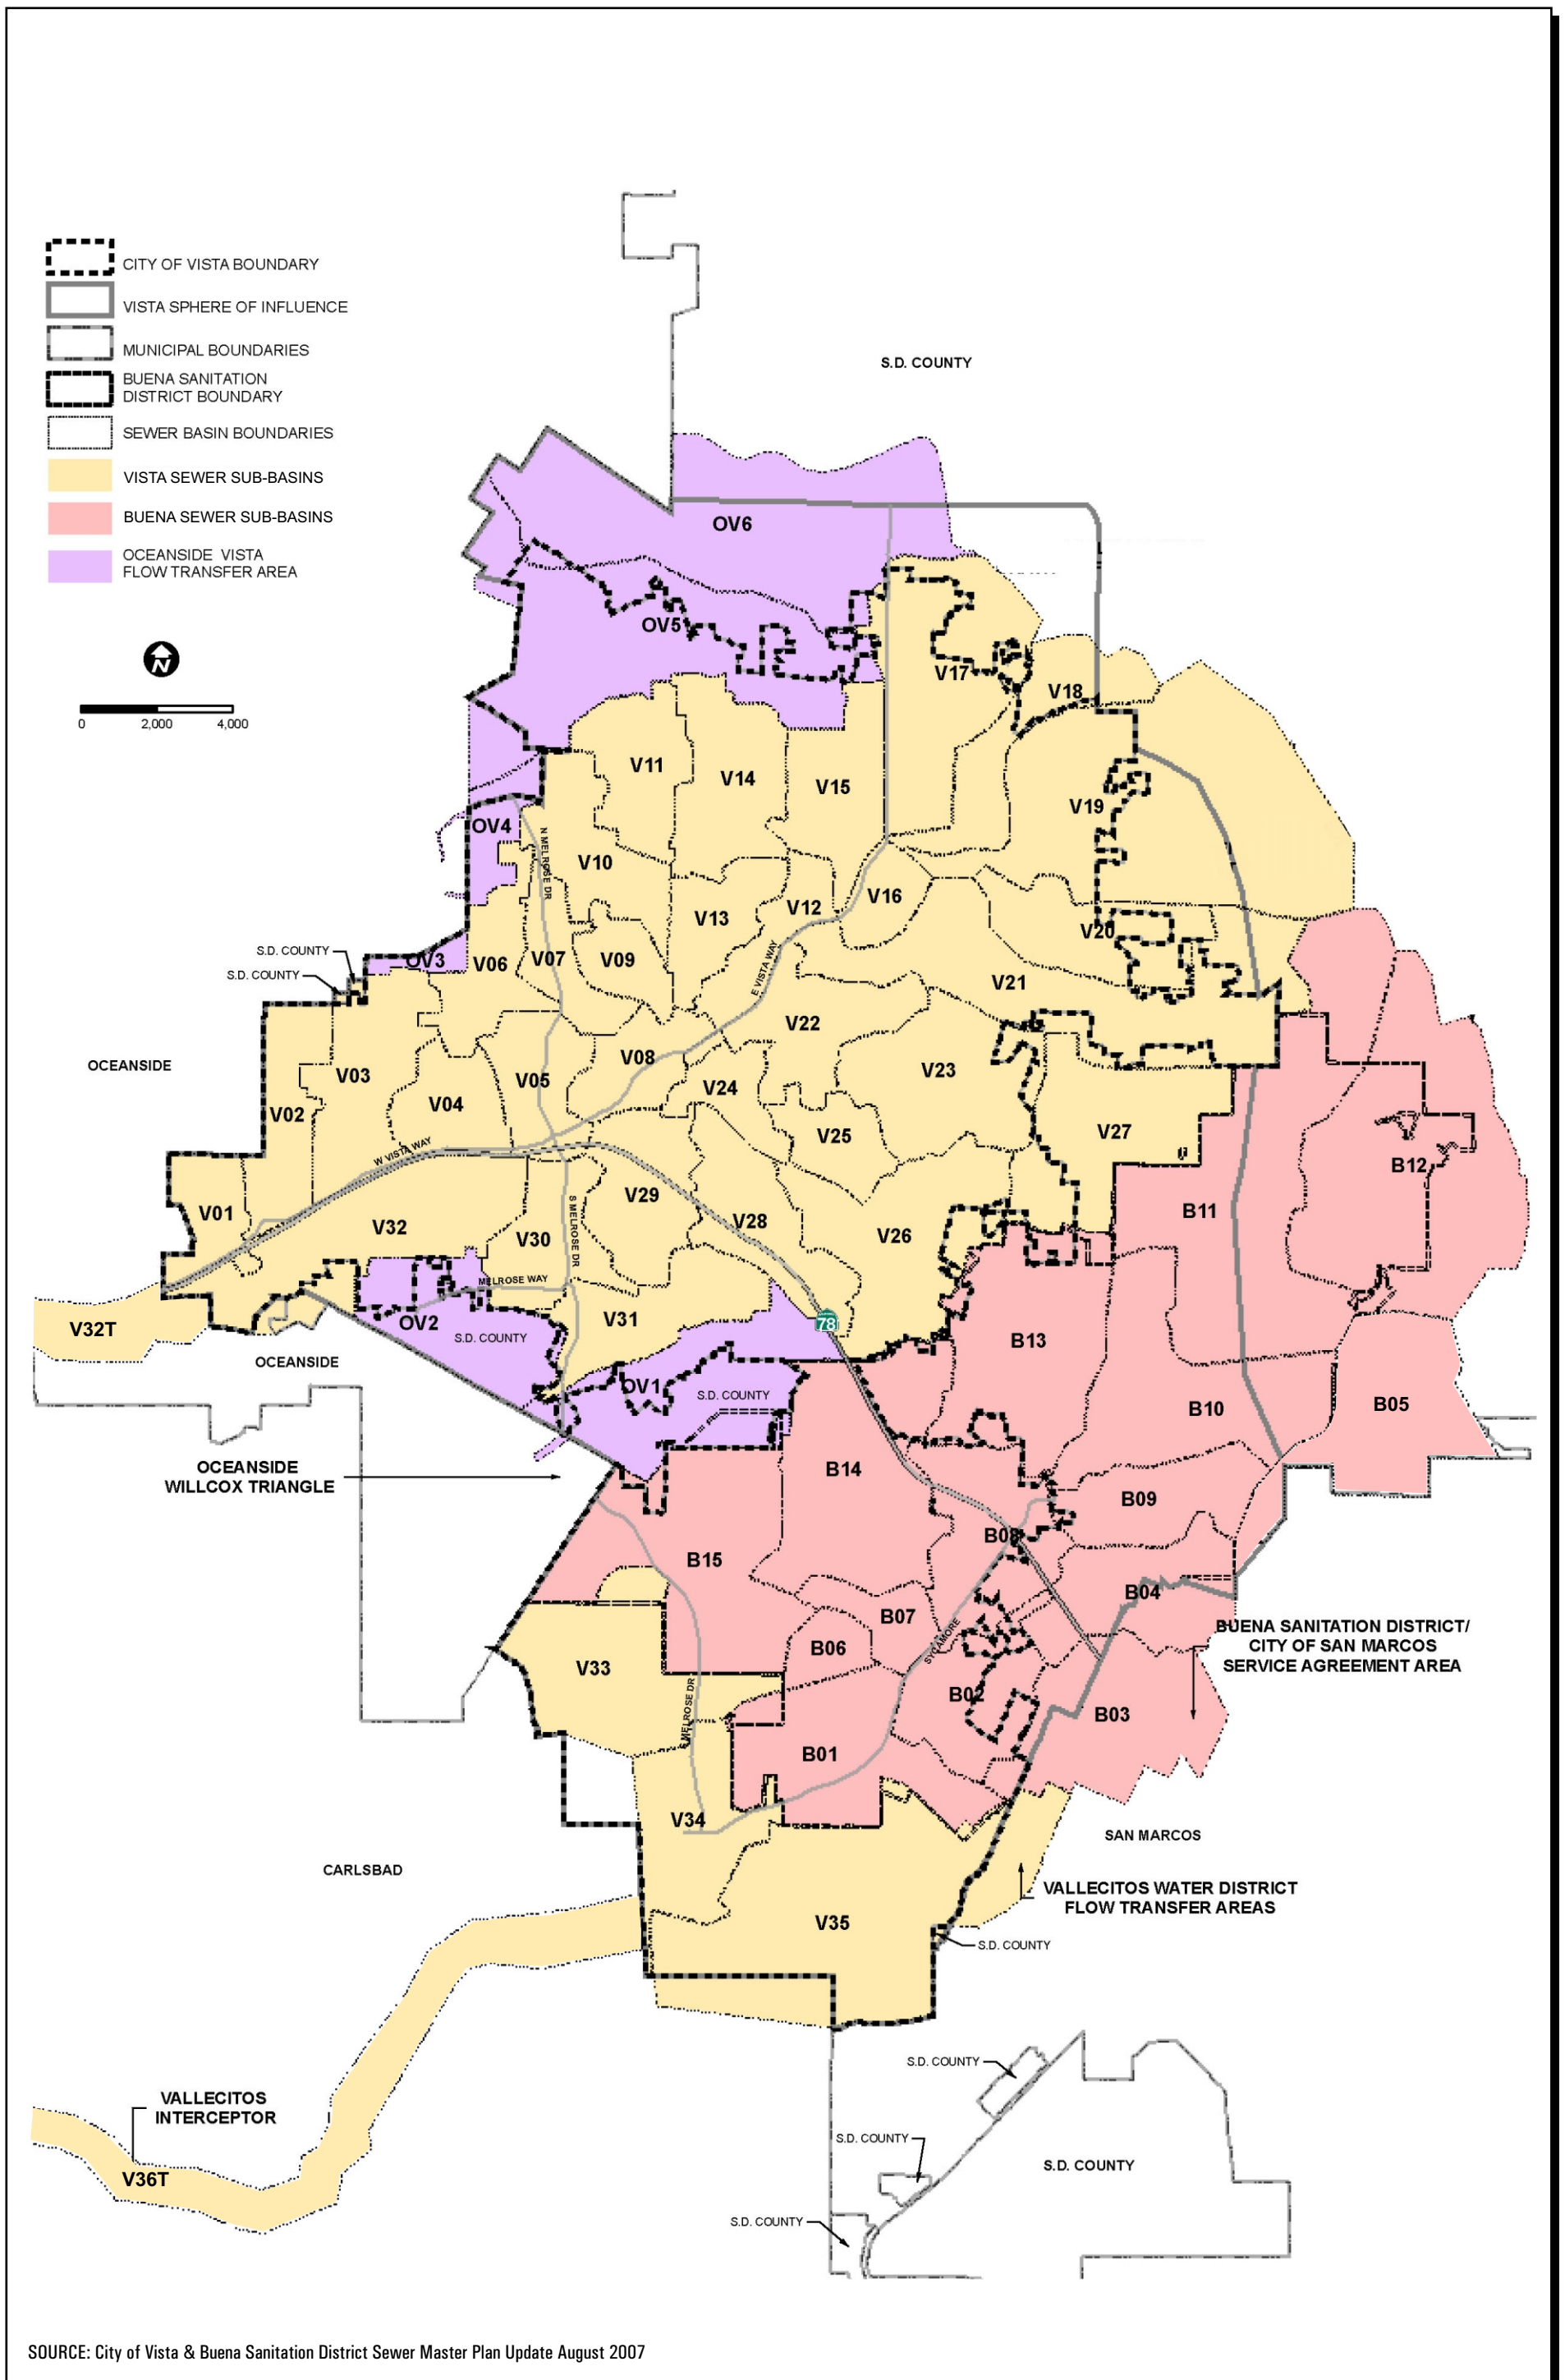 CITY OF VISTA BOUNDARY
VISTA SPHERE OF INFLUENCE
MUNICIPAL BOUNDARIES
BUENA SANITATION
DISTRICT BOUNDARY
SEWER BASIN BOUNDARIES
VISTA SEWER SUB-BASINS
BUENA SEWER SUB-BASINS
OCEANSIDE VISTA
FLOW TRANSFER AREA
N
0 2,000 4,000
S.D. COUNTY
OV6
OV5
V17
V18
V11
V14
V15
V19
OV4
N MELROSE DR
V10
V16
V12
V13
V20
S.D. COUNTY
OV3
V06
V07
V09
S.D. COUNTY
E VISTA WAY
V21
V22
OCEANSIDE
V08
V23
V03
V05
V24
V04
V02
V25
V27
W VISTA WAY
B12
V29
V01
B11
V28
V32
S MELROSE DR
V30
V26
MELROSE WAY
OV2
V31
78
V32T
S.D. COUNTY
B13
OCEANSIDE
OV1
S.D. COUNTY
B05
B10
OCEANSIDE
WILLCOX TRIANGLE
B14
B09
B08
B15
B04
B07
SYCAMORE
BUENA SANITATION DISTRICT/
CITY OF SAN MARCOS
SERVICE AGREEMENT AREA
B06
V33
B02
MELROSE DR
B03
B01
V34
SAN MARCOS
CARLSBAD
VALLECITOS WATER DISTRICT
FLOW TRANSFER AREAS
V35
S.D. COUNTY
S.D. COUNTY
VALLECITOS
INTERCEPTOR
S.D. COUNTY
S.D. COUNTY
V36T
S.D. COUNTY
SOURCE: City of Vista & Buena Sanitation District Sewer Master Plan Update August 2007